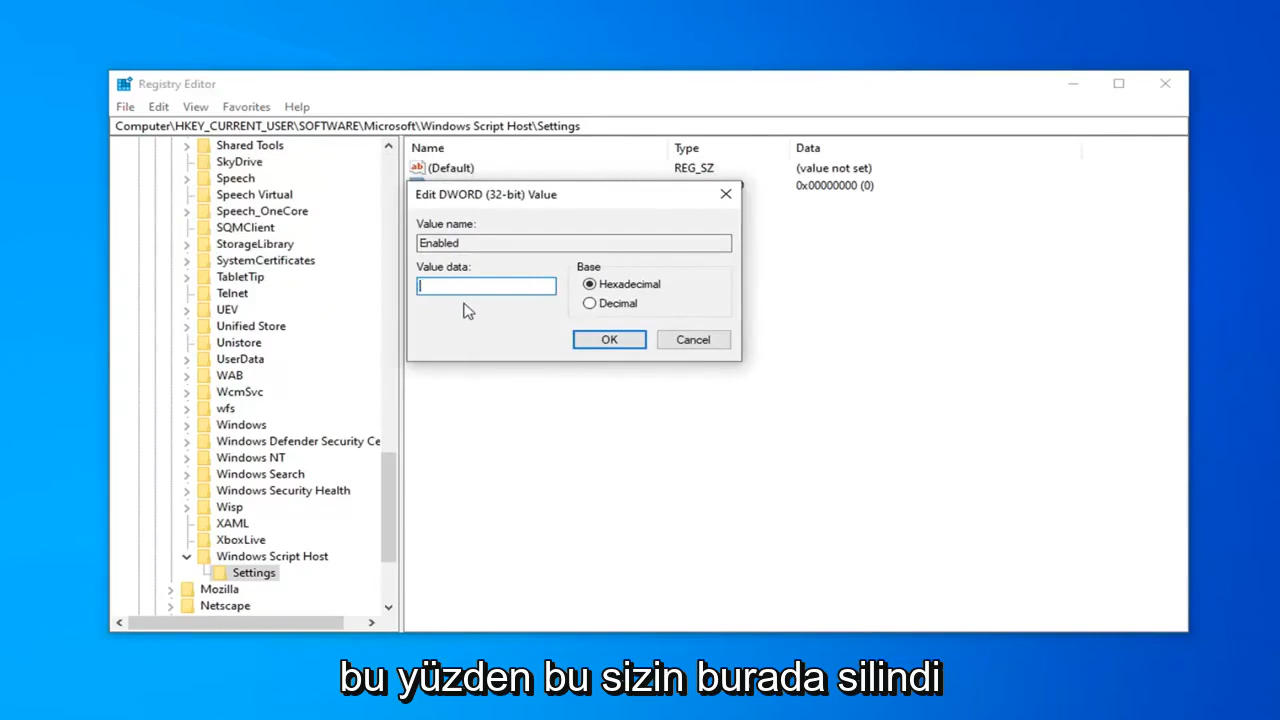 Registry Editor
File Edit View Favorites Help
Computer\HKEY_CURRENT_USER\SOFTWARE\Microsoft\Windows Script Host\Settings
Shared Tools
SkyDrive
Speech
Speech Virtual
Speech_OneCore
SQMClient
StorageLibrary
SystemCertificates
TabletTip
Telnet
UEV
Unified Store
Unistore
UserData
WAB
WcmSvc
wfs
Windows
Windows Defender Security Ce
Windows NT
Windows Search
Windows Security Health
Wisp
XAML
XboxLive
Windows Script Host
Settings
Mozilla
Netscape
Name Type Data
ab (Default) REG_SZ (value not set)
0x00000000 (0)
Edit DWORD (32-bit) Value
Value name:
Enabled
Value data: Base
Hexadecimal
Decimal
OK Cancel
bu yüzden bu sizin burada silindi